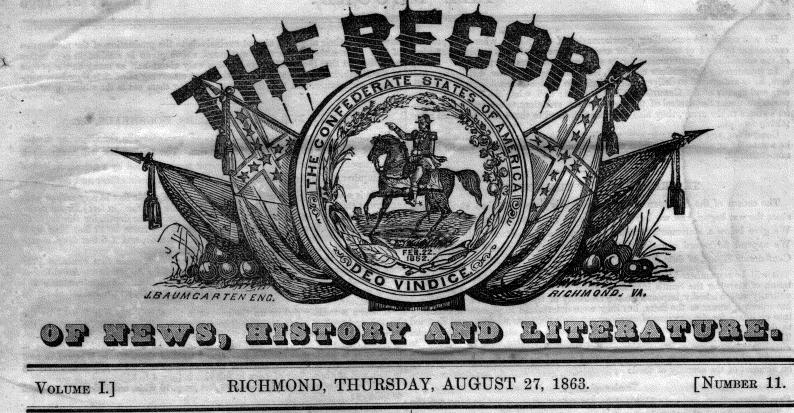 THE RECORD
THE CONFEDERATE STATES OF AMERICA
FEB 22
1862.
DEO VINDICE
J. BAUMGARTEN ENG.
RICHMOND, VA.
OF NEWS, HISTORY AND LITERATURE.
VOLUME I.] RICHMOND, THURSDAY, AUGUST 27, 1863. [NUMBER 11.